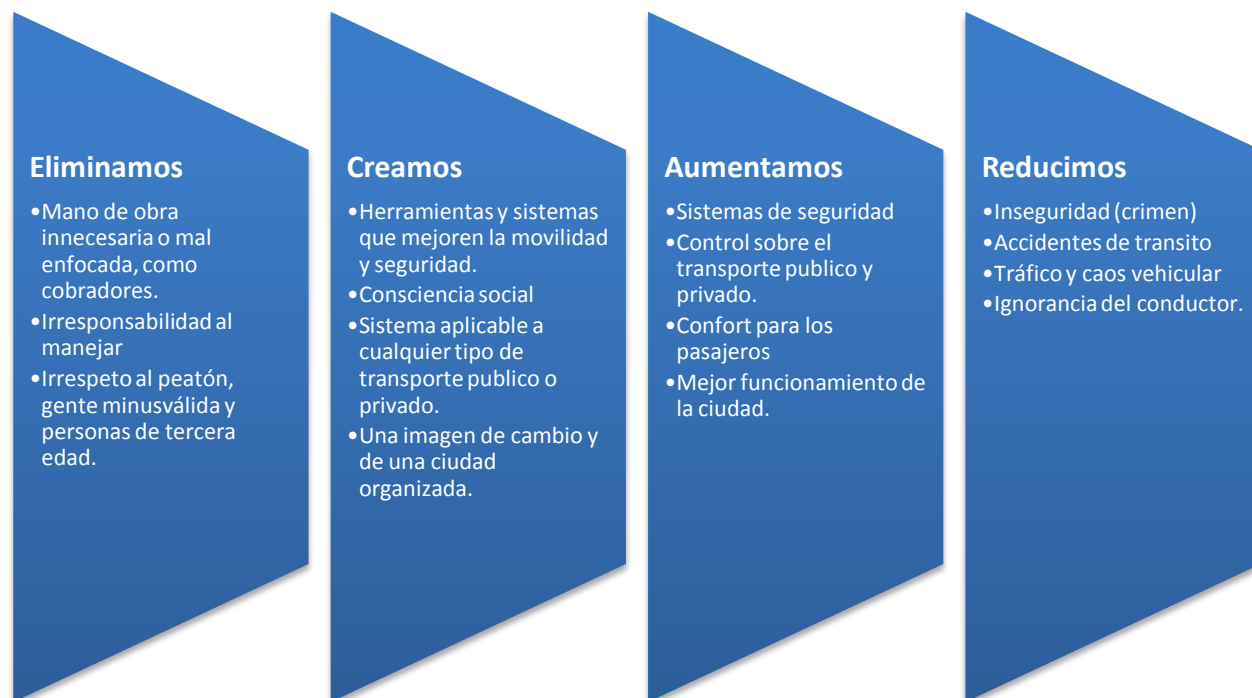 Eliminamos
•Mano de obra
innecesaria o mal
enfocada, como
cobradores.
•Irresponsabilidad al
manejar
•Irrespeto al peatón,
gente minusválida y
personas de tercera
edad.
Creamos
•Herramientas y sistemas
que mejoren la movilidad
y seguridad.
•Consciencia social
•Sistema aplicable a
cualquier tipo de
transporte publico o
privado.
•Una imagen de cambio y
de una ciudad
organizada.
Aumentamos
•Sistemas de seguridad
•Control sobre el
transporte publico y
privado.
•Confort para los
pasajeros
•Mejor funcionamiento de
la ciudad.
Reducimos
•Inseguridad (crimen)
•Accidentes de transito
•Tráfico y caos vehicular
•Ignorancia del conductor.